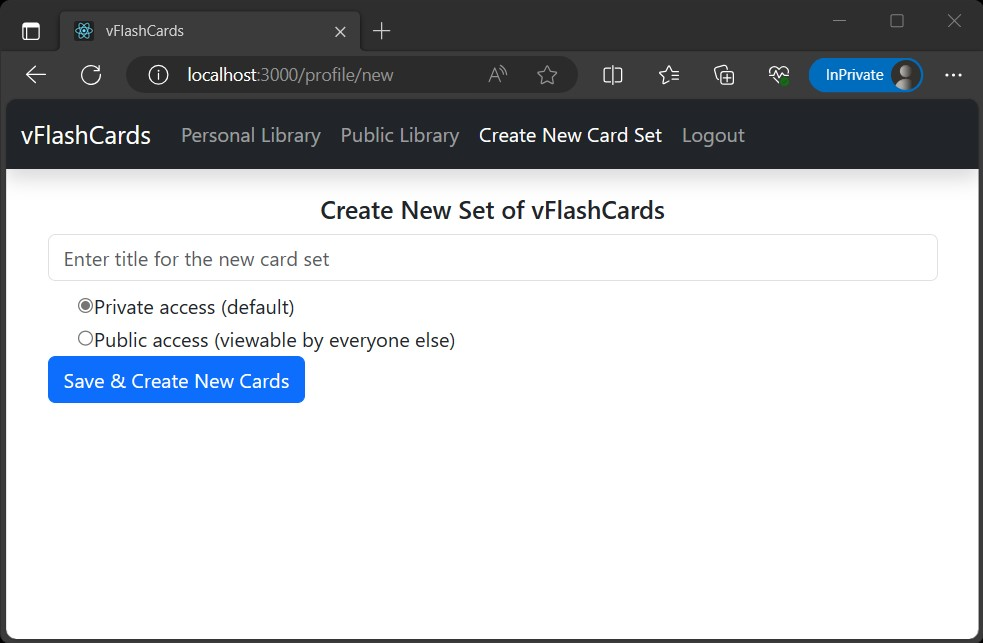 vFlashCards
localhost:3000/profile/new
InPrivate
vFlashCards Personal Library Public Library Create New Card Set Logout
Create New Set of vFlashCards
Enter title for the new card set
Private access (default)
Public access (viewable by everyone else)
Save & Create New Cards